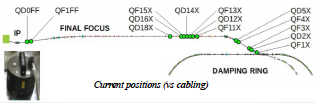 QD0FF QF1FF
IP
FINAL FOCUS
QF15X
QD16X
QD18X
QD14X
QF13X
QD12X
QF11X
QD5X
QF4X
QF3X
QD2X
QF1X
Current positions (vs cabling)
DAMPING RING